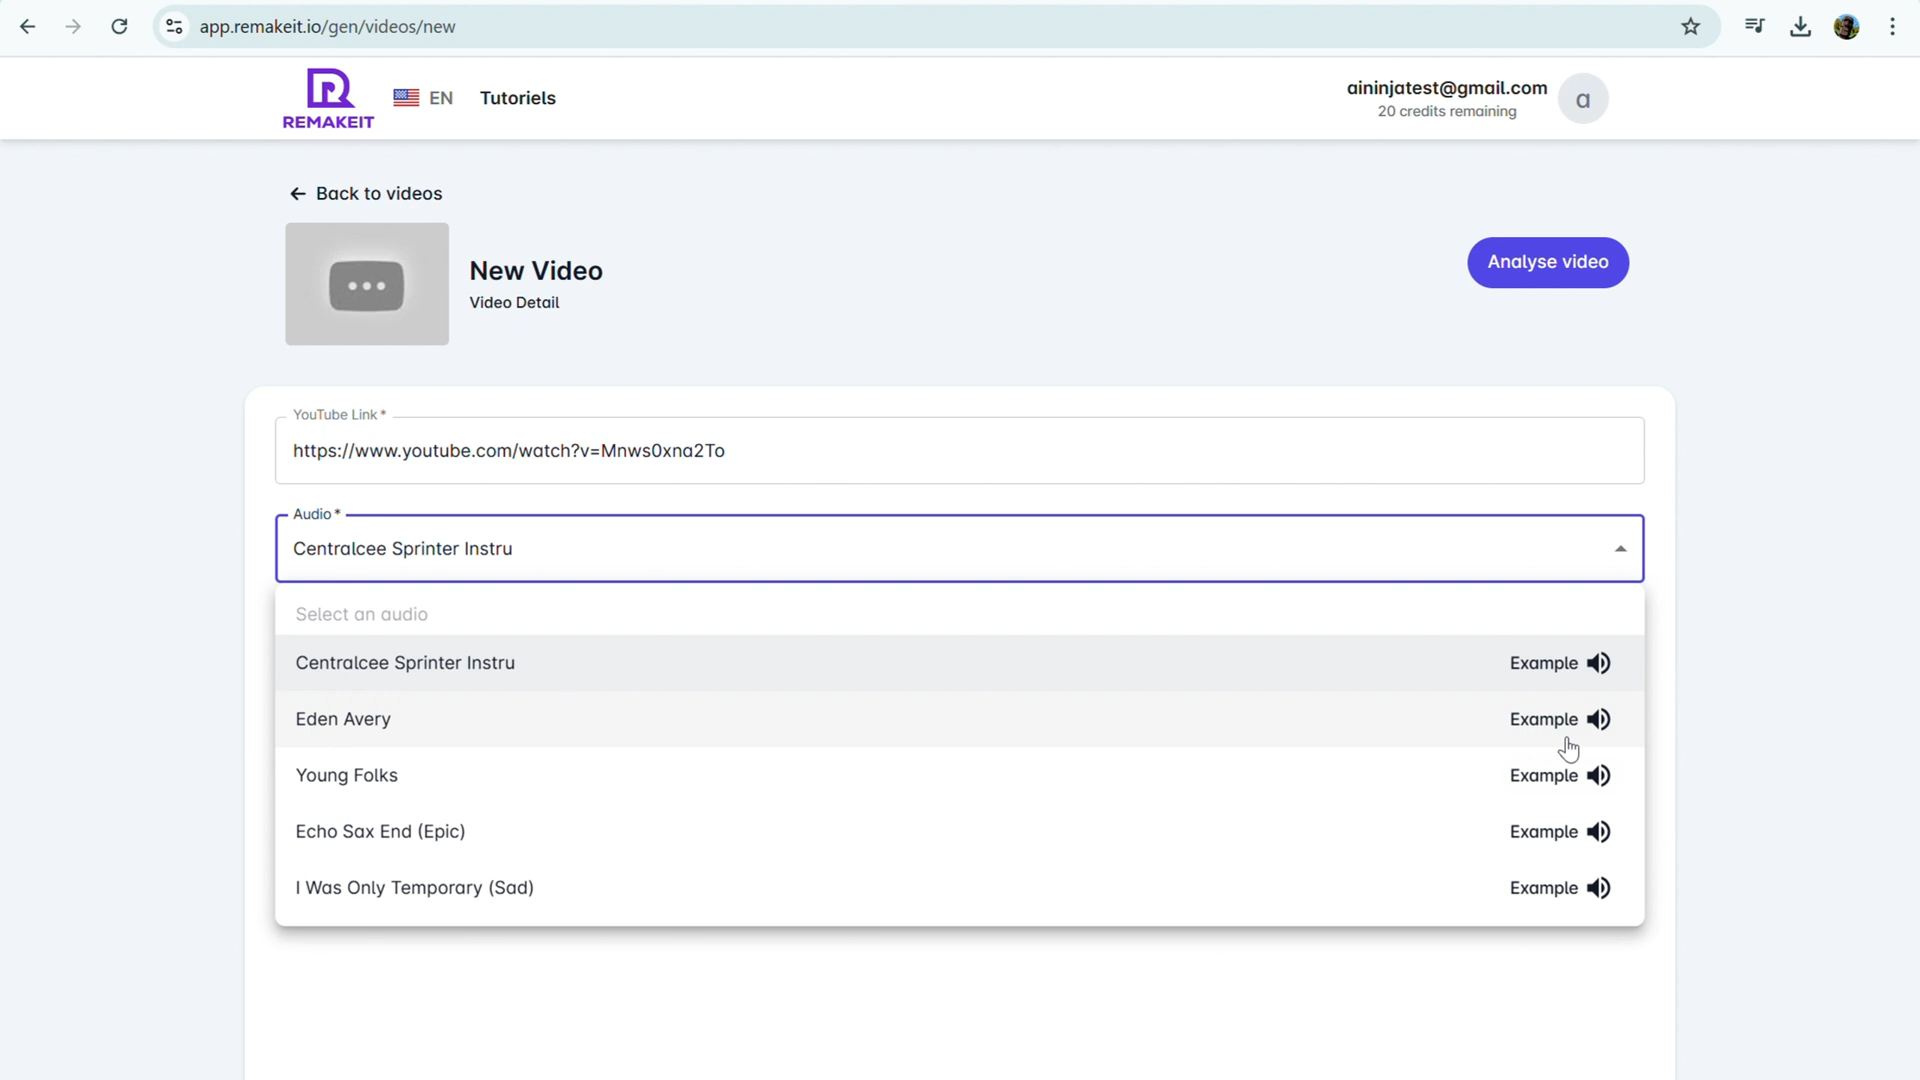 app.remakeit.io/gen/videos/new
REMAKEIT
EN
Tutoriels
aininjatest@gmail.com
20 credits remaining
a
Back to videos
New Video
Video Detail
Analyse video
YouTube Link *
https://www.youtube.com/watch?v=Mnws0xna2To
Audio *
Centralcee Sprinter Instru
Select an audio
Centralcee Sprinter Instru Example
Eden Avery Example
Young Folks Example
Echo Sax End (Epic) Example
I Was Only Temporary (Sad) Example